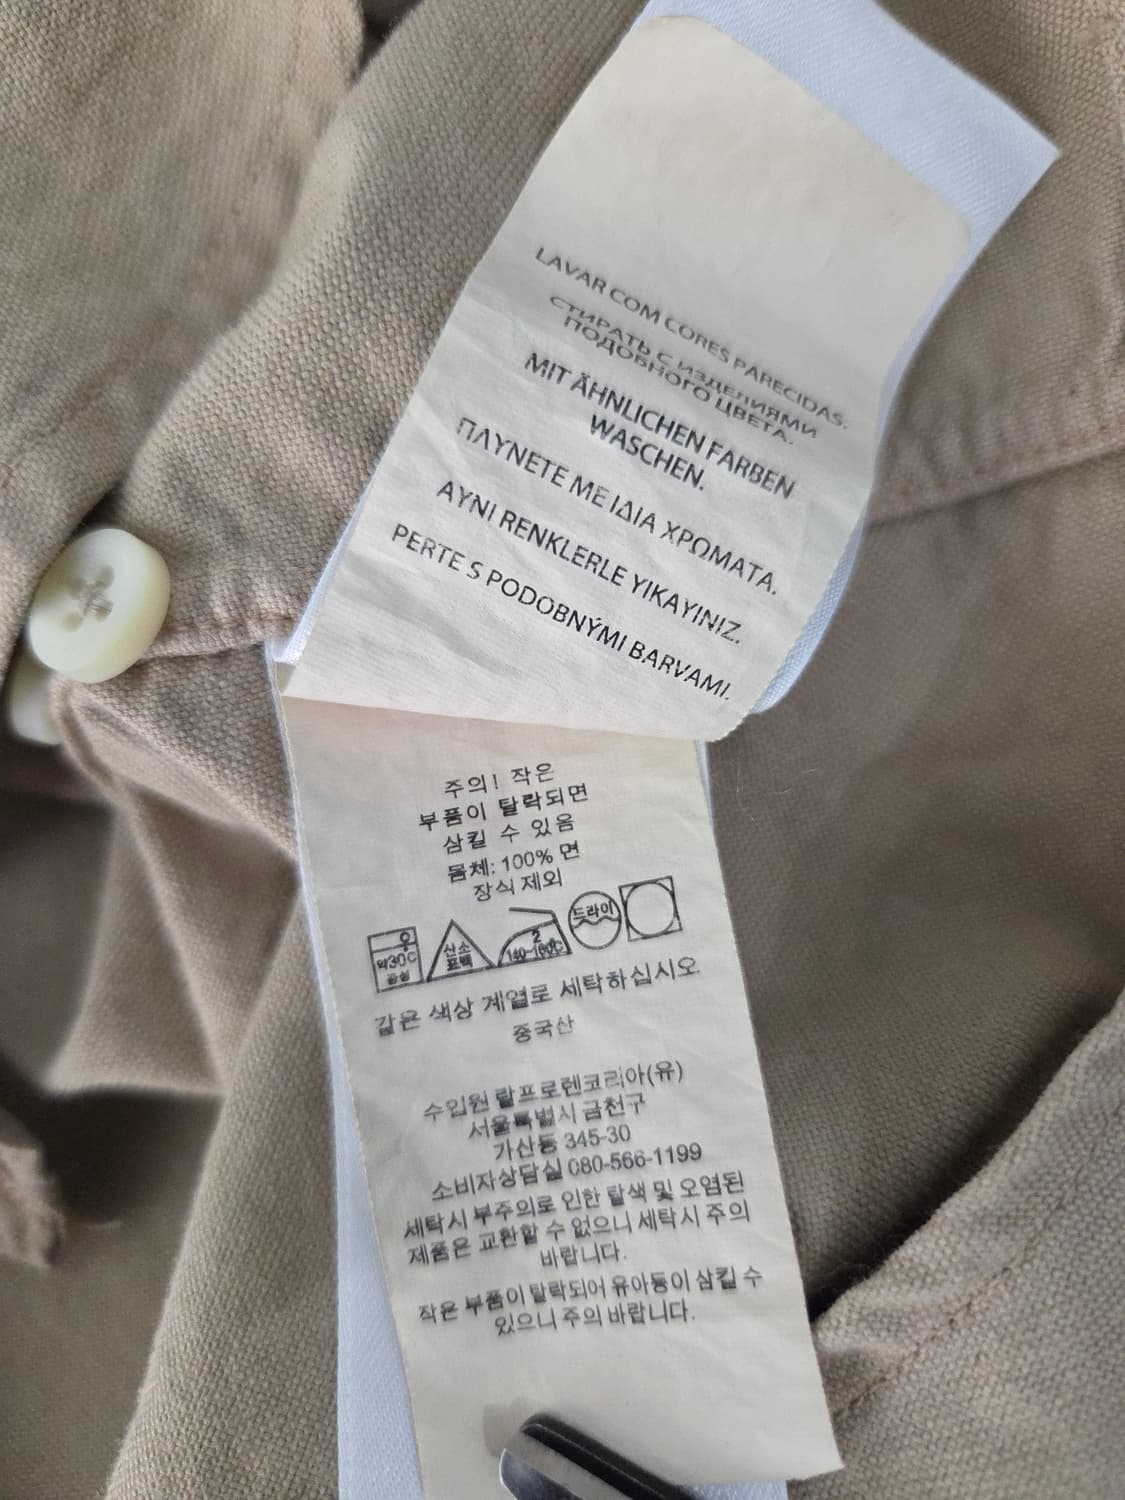 LAVAR COM CORES PARECIDAS.
СТИРАТЬ С ИЗДЕЛИЯМИ
ПОДОБНОГО ЦВЕТА.
MIT ÄHNLICHEN FARBEN
WASCHEN.
ΠΛΥΝΕΤΕ ΜΕ ΙΔΙΑ ΧΡΩΜΑΤΑ.
AYNI RENKLERLE YIKAYINIZ.
PERTE S PODOBNÝMI BARVAMI.
주의! 작은
부품이 탈락되면
삼킬 수 있음
몸체: 100% 면
장식 제외
약30℃
중성
산소
표백
2
140~160℃
드라이
같은 색상 계열로 세탁하십시오.
중국산
수입원 랄프로렌코리아(유)
서울특별시 금천구
가산동 345-30
소비자상담실 080-566-1199
세탁시 부주의로 인한 탈색 및 오염된
제품은 교환할 수 없으니 세탁시 주의
바랍니다.
작은 부품이 탈락되어 유아동이 삼킬 수
있으니 주의 바랍니다.